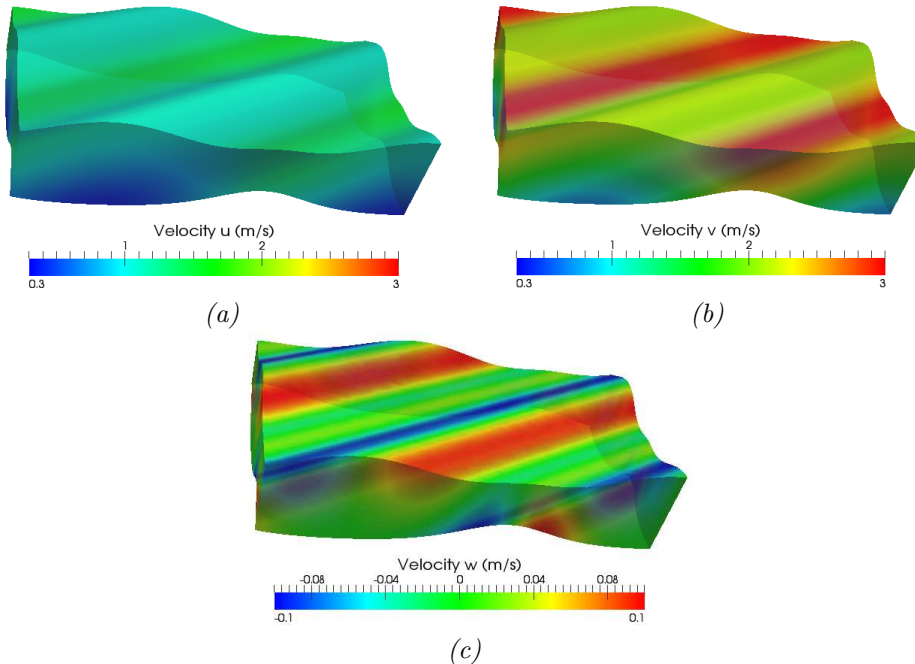 Velocity u (m/s)
1 2
0.3 3
(a)
Velocity v (m/s)
1 2
0.3 3
(b)
Velocity w (m/s)
-0.08 -0.04 0 0.04 0.08
-0.1 0.1
(c)